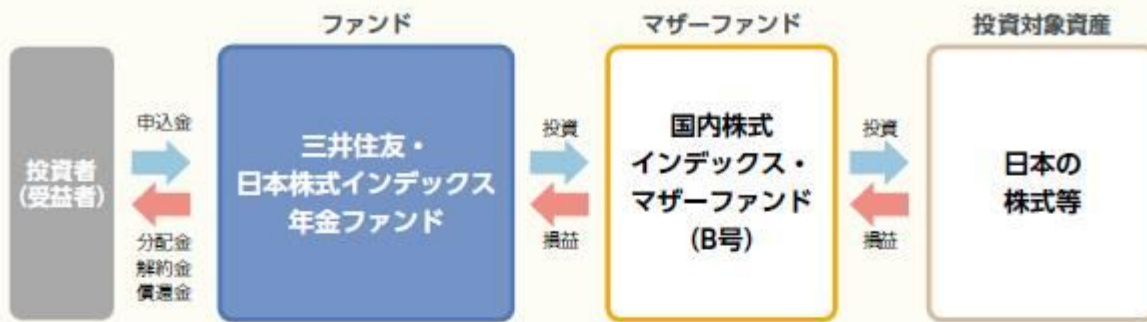 ファンド
マザーファンド
投資対象資産
投資者
(受益者)
申込金
分配金
解約金
償還金
三井住友・
日本株式インデックス
年金ファンド
投資
損益
国内株式
インデックス・
マザーファンド
(B号)
投資
損益
日本の
株式等